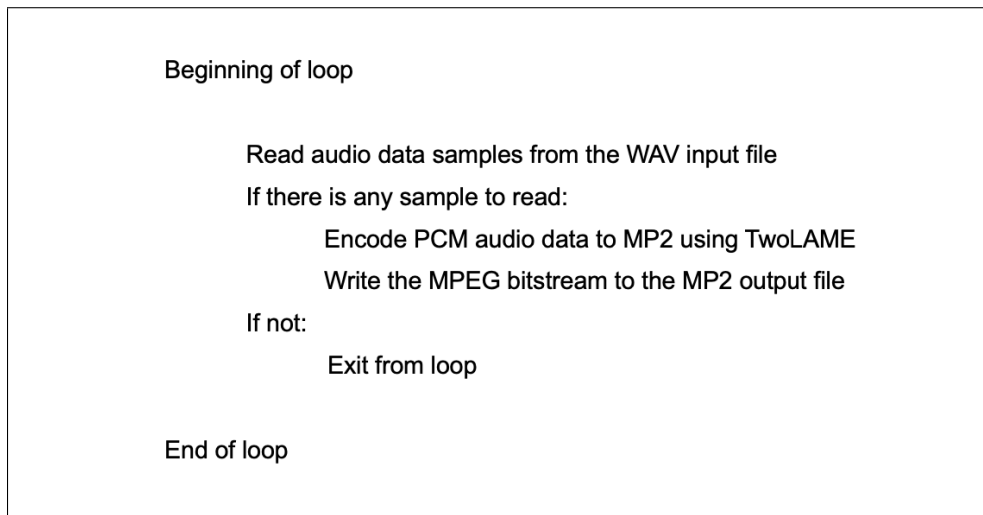 Beginning of loop
Read audio data samples from the WAV input file
If there is any sample to read:
Encode PCM audio data to MP2 using TwoLAME
Write the MPEG bitstream to the MP2 output file
If not:
Exit from loop
End of loop